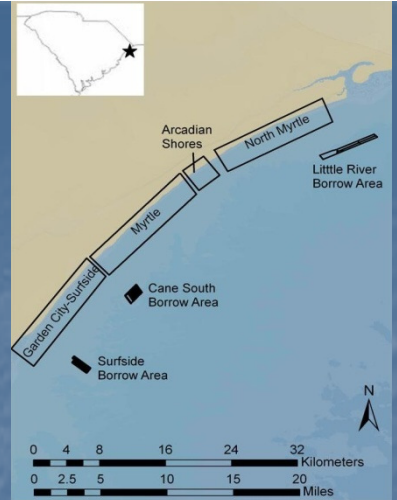 Arcadian
Shores
North Myrtle
Litttle River
Borrow Area
Myrtle
Cane South
Borrow Area
Garden City-Surfside
Surfside
Borrow Area
N
0 4 8 16 24 32
Kilometers
0 2.5 5 10 15 20
Miles